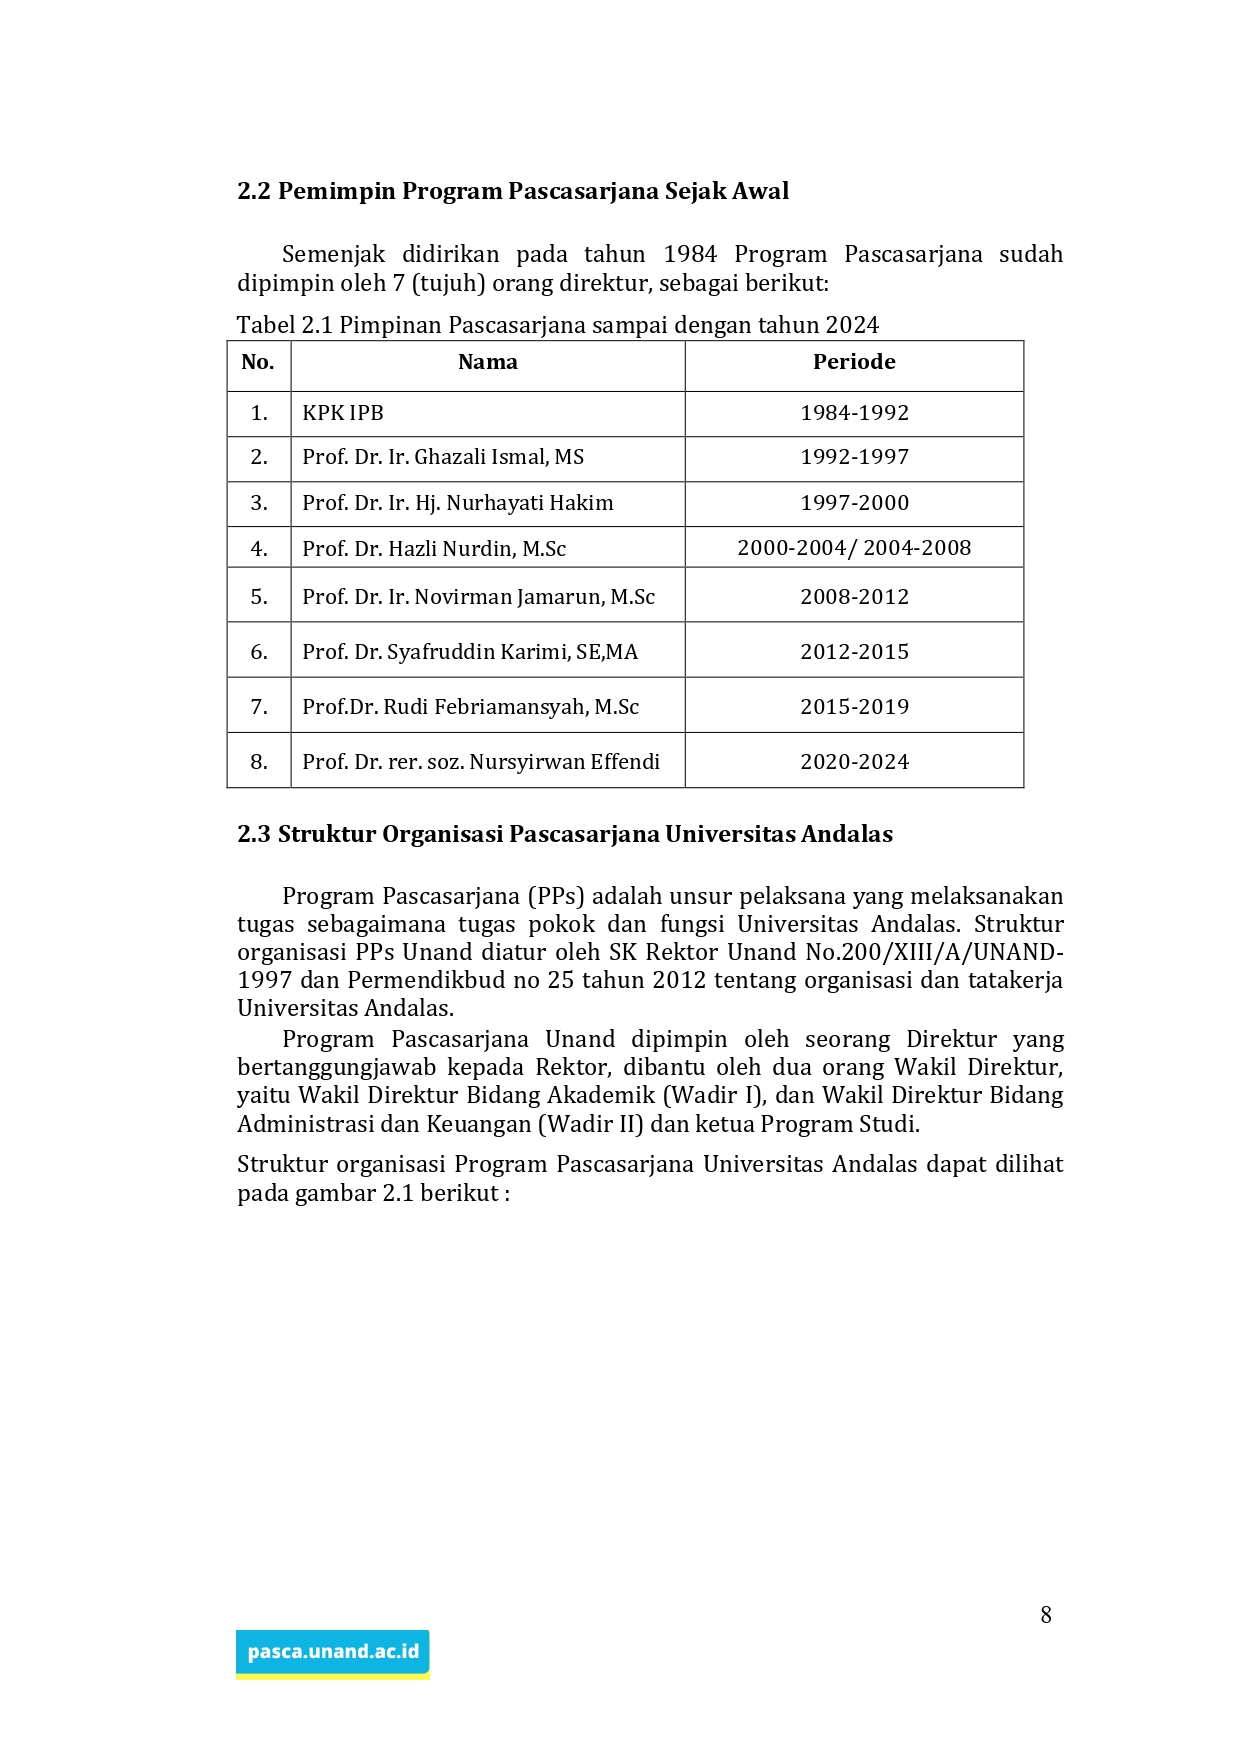 2.2 Pemimpin Program Pascasarjana Sejak Awal
Semenjak didirikan pada tahun 1984 Program Pascasarjana sudah
dipimpin oleh 7 (tujuh) orang direktur, sebagai berikut:
Tabel 2.1 Pimpinan Pascasarjana sampai dengan tahun 2024
No. Nama Periode
1. KPK IPB 1984-1992
2. Prof. Dr. Ir. Ghazali Ismal, MS 1992-1997
3. Prof. Dr. Ir. Hj. Nurhayati Hakim 1997-2000
4. Prof. Dr. Hazli Nurdin, M.Sc 2000-2004/ 2004-2008
5. Prof. Dr. Ir. Novirman Jamarun, M.Sc 2008-2012
6. Prof. Dr. Syafruddin Karimi, SE,MA 2012-2015
7. Prof.Dr. Rudi Febriamansyah, M.Sc 2015-2019
8. Prof. Dr. rer. soz. Nursyirwan Effendi 2020-2024
2.3 Struktur Organisasi Pascasarjana Universitas Andalas
Program Pascasarjana (PPs) adalah unsur pelaksana yang melaksanakan
tugas sebagaimana tugas pokok dan fungsi Universitas Andalas. Struktur
organisasi PPs Unand diatur oleh SK Rektor Unand No.200/XIII/A/UNAND-
1997 dan Permendikbud no 25 tahun 2012 tentang organisasi dan tatakerja
Universitas Andalas.
Program Pascasarjana Unand dipimpin oleh seorang Direktur yang
bertanggungjawab kepada Rektor, dibantu oleh dua orang Wakil Direktur,
yaitu Wakil Direktur Bidang Akademik (Wadir I), dan Wakil Direktur Bidang
Administrasi dan Keuangan (Wadir II) dan ketua Program Studi.
Struktur organisasi Program Pascasarjana Universitas Andalas dapat dilihat
pada gambar 2.1 berikut :
8
pasca.unand.ac.id